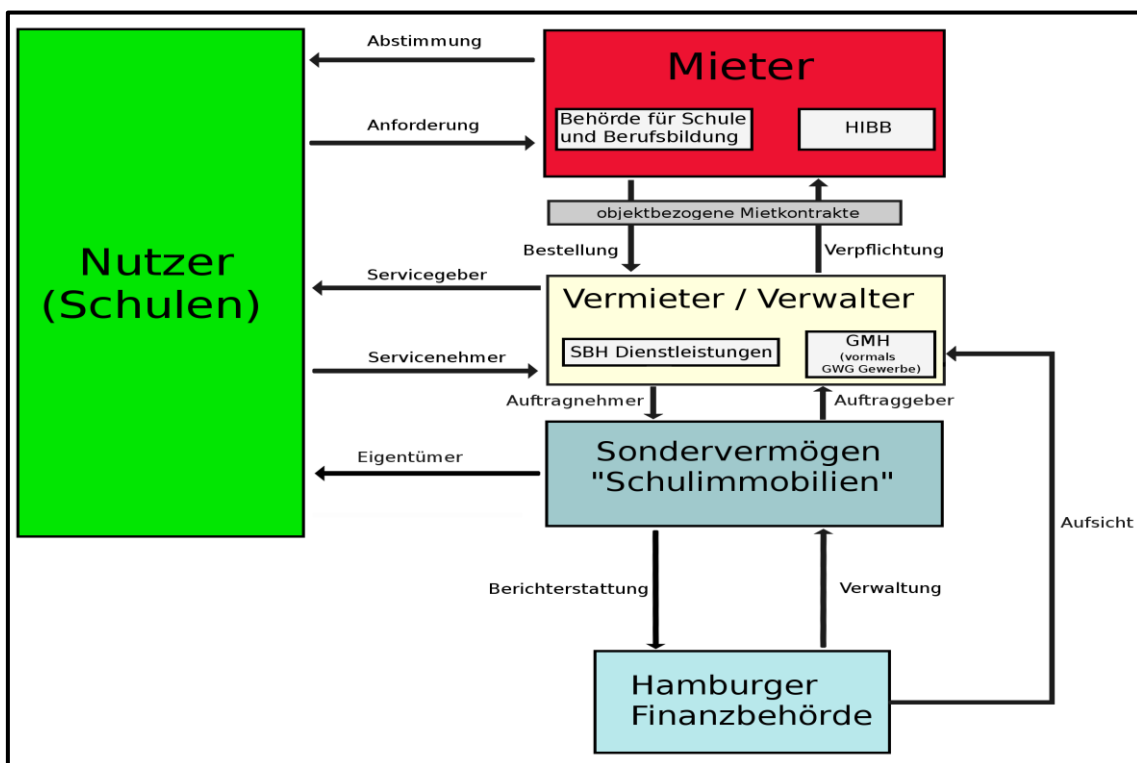 Abstimmung
Mieter
Behörde für Schule
und Berufsbildung
HIBB
Anforderung
objektbezogene Mietkontrakte
Bestellung
Verpflichtung
Nutzer
(Schulen)
Servicegeber
Vermieter / Verwalter
SBH Dienstleistungen
GMH
(vormals
GWG Gewerbe)
Servicenehmer
Auftragnehmer
Auftraggeber
Eigentümer
Sondervermögen
"Schulimmobilien"
Aufsicht
Berichterstattung
Verwaltung
Hamburger
Finanzbehörde